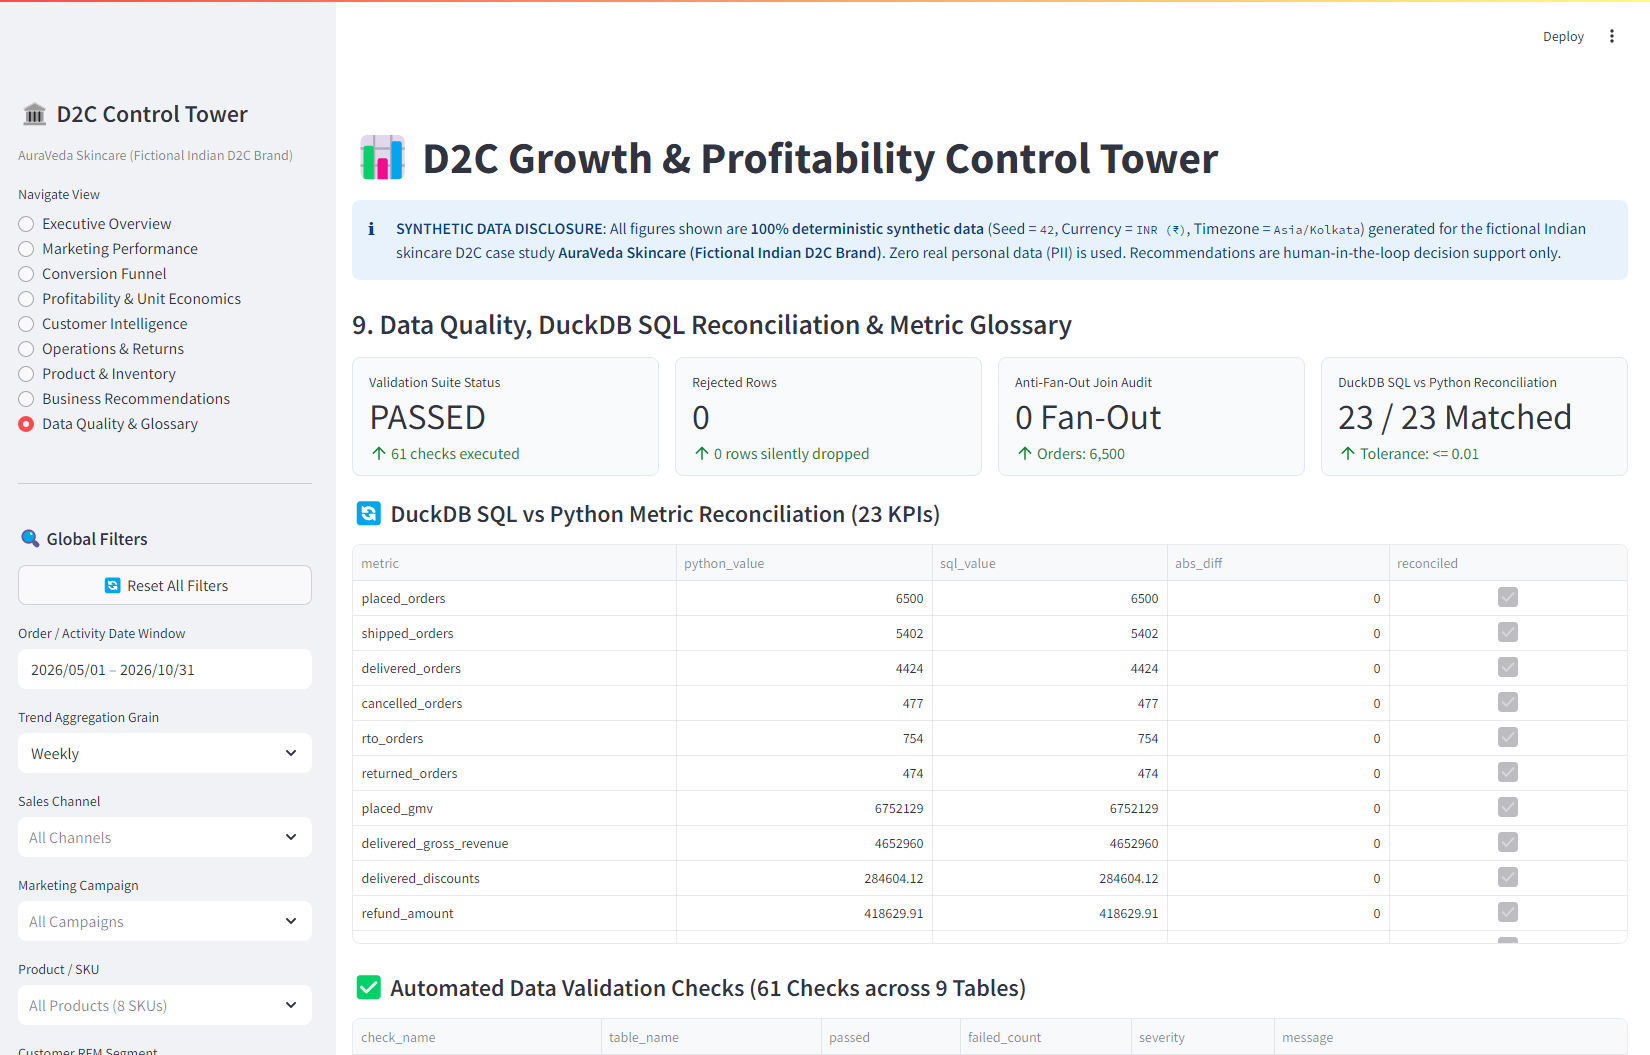 Deploy
D2C Control Tower
AuraVeda Skincare (Fictional Indian D2C Brand)
Navigate View
Executive Overview
Marketing Performance
Conversion Funnel
Profitability & Unit Economics
Customer Intelligence
Operations & Returns
Product & Inventory
Business Recommendations
Data Quality & Glossary
Global Filters
Reset All Filters
Order / Activity Date Window
2026/05/01 – 2026/10/31
Trend Aggregation Grain
Weekly
Sales Channel
All Channels
Marketing Campaign
All Campaigns
Product / SKU
All Products (8 SKUs)
Customer RFM Segment
D2C Growth & Profitability Control Tower
SYNTHETIC DATA DISCLOSURE: All figures shown are 100% deterministic synthetic data (Seed = 42, Currency = INR (₹), Timezone = Asia/Kolkata) generated for the fictional Indian
skincare D2C case study AuraVeda Skincare (Fictional Indian D2C Brand). Zero real personal data (PII) is used. Recommendations are human-in-the-loop decision support only.
9. Data Quality, DuckDB SQL Reconciliation & Metric Glossary
Validation Suite Status
PASSED
61 checks executed
Rejected Rows
0
0 rows silently dropped
Anti-Fan-Out Join Audit
0 Fan-Out
Orders: 6,500
DuckDB SQL vs Python Reconciliation
23 / 23 Matched
Tolerance: <= 0.01
DuckDB SQL vs Python Metric Reconciliation (23 KPIs)
metric python_value sql_value abs_diff reconciled
placed_orders 6500 6500 0
shipped_orders 5402 5402 0
delivered_orders 4424 4424 0
cancelled_orders 477 477 0
rto_orders 754 754 0
returned_orders 474 474 0
placed_gmv 6752129 6752129 0
delivered_gross_revenue 4652960 4652960 0
delivered_discounts 284604.12 284604.12 0
refund_amount 418629.91 418629.91 0
Automated Data Validation Checks (61 Checks across 9 Tables)
check_name table_name passed failed_count severity message